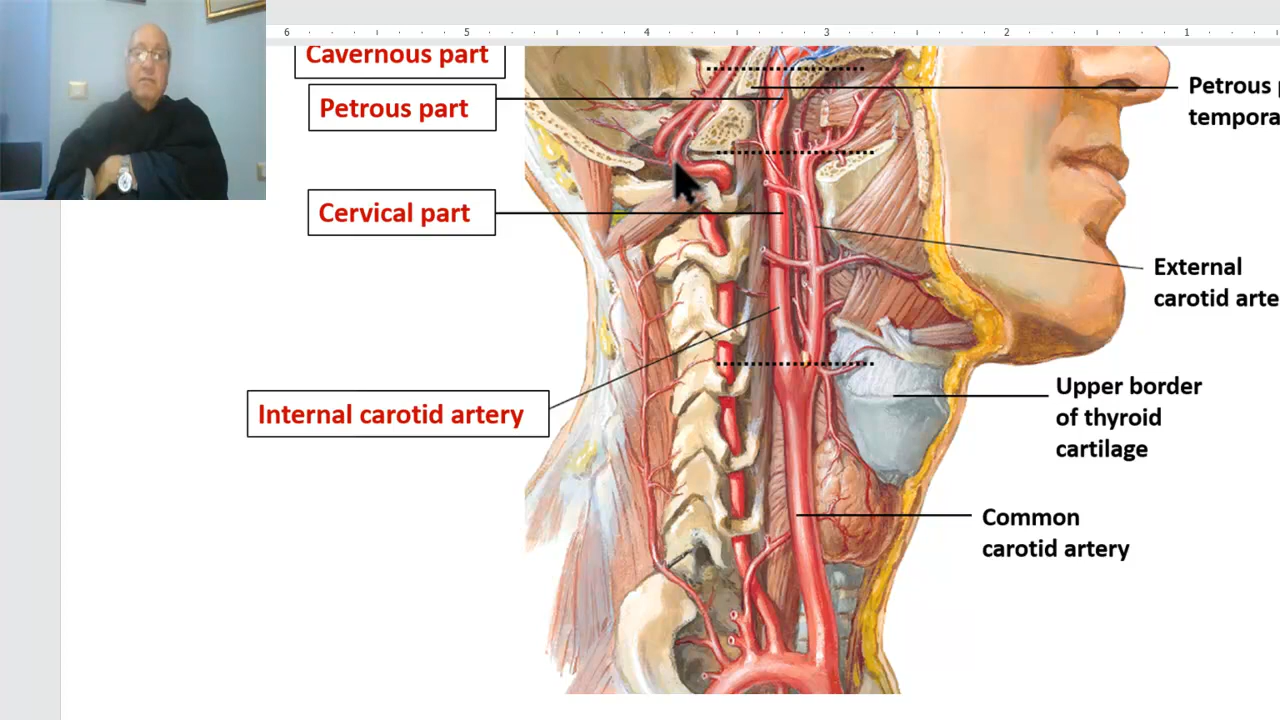 6 5 4 3 2 1
Cavernous part
Petrous part
Cervical part
Internal carotid artery
Petrous
tempora
External
carotid arte
Upper border
of thyroid
cartilage
Common
carotid artery